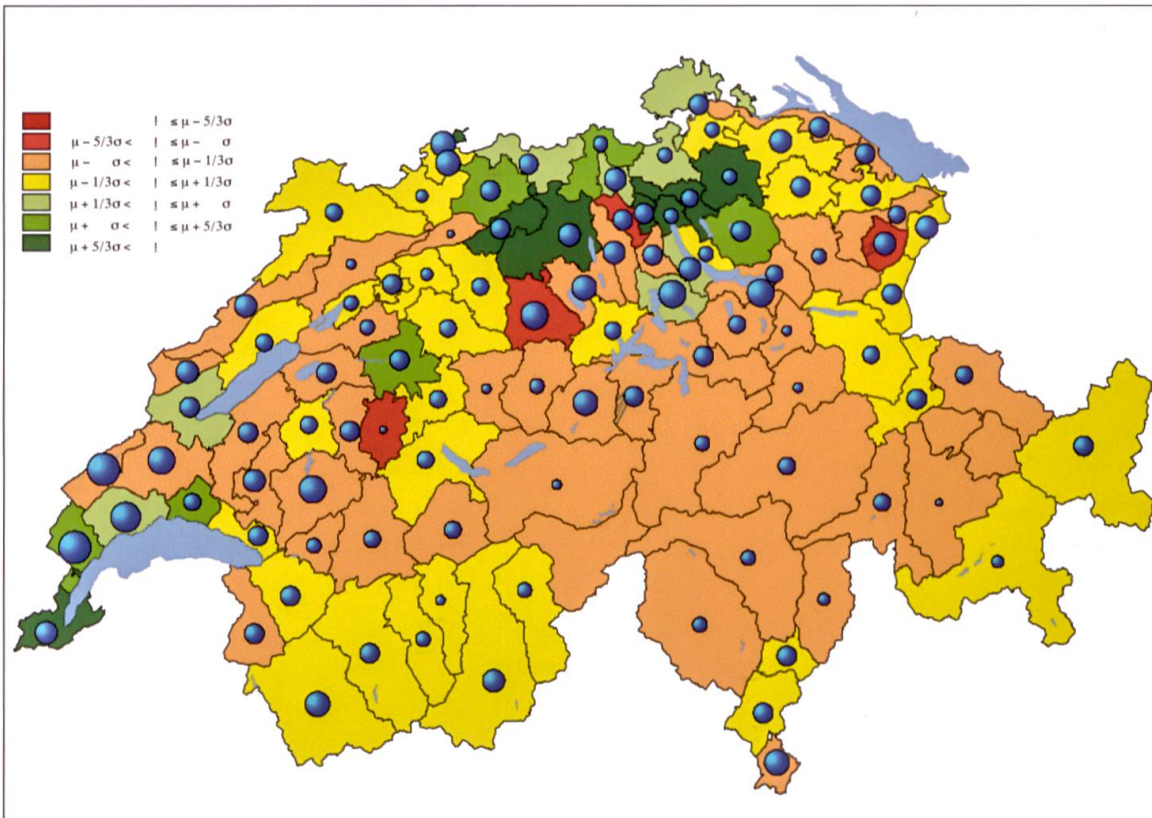 ! ≤ μ − 5/3σ
μ − 5/3σ < ! ≤ μ − σ
μ − σ < ! ≤ μ − 1/3σ
μ − 1/3σ < ! ≤ μ + 1/3σ
μ + 1/3σ < ! ≤ μ + σ
μ + σ < ! ≤ μ + 5/3σ
μ + 5/3σ < !